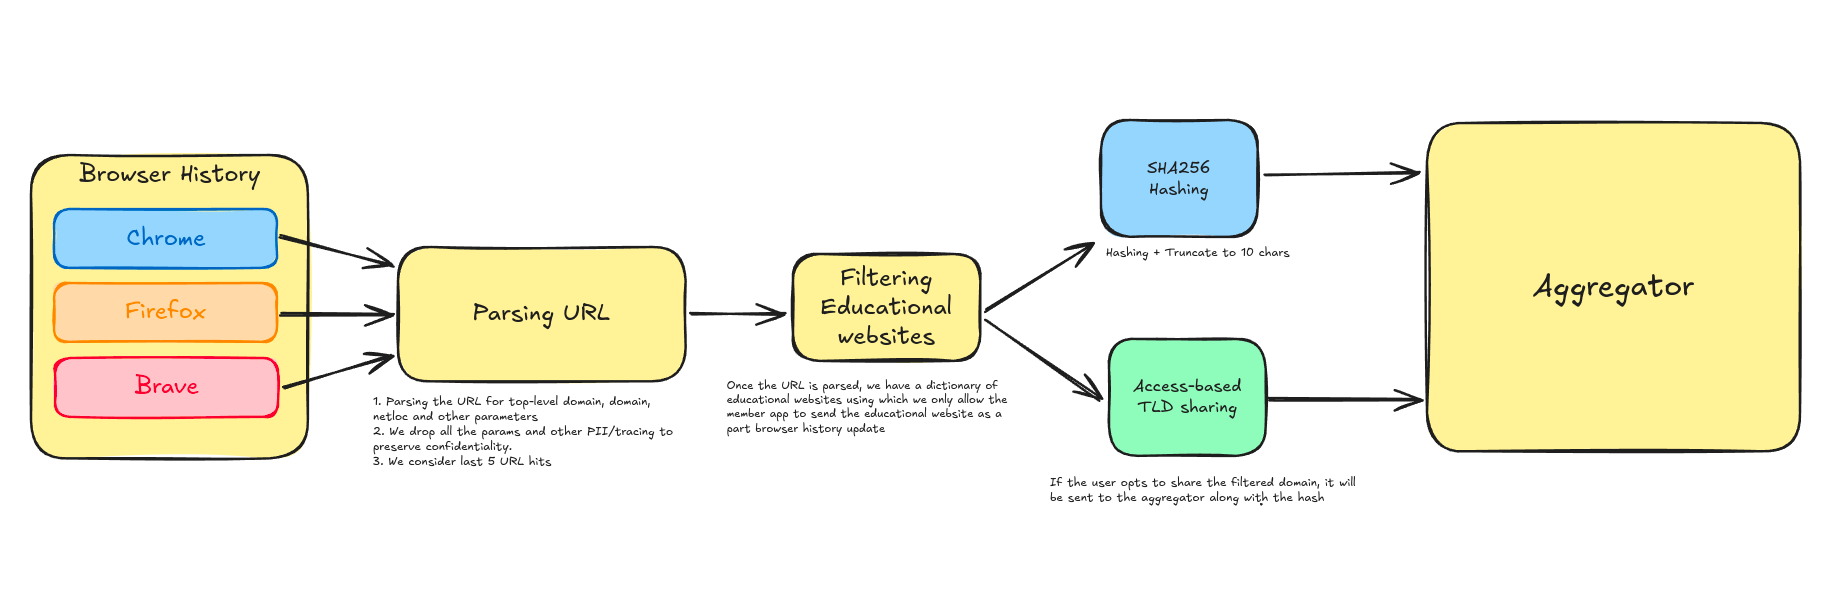 Browser History
Chrome
Firefox
Brave
Parsing URL
1. Parsing the URL for top-level domain, domain,
netloc and other parameters
2. We drop all the params and other PII/tracing to
preserve confidentiality.
3. We consider last 5 URL hits
Filtering
Educational
websites
Once the URL is parsed, we have a dictionary of
educational websites using which we only allow the
member app to send the educational website as a
part browser history update
SHA256
Hashing
Hashing + Truncate to 10 chars
Access-based
TLD sharing
If the user opts to share the filtered domain, it will
be sent to the aggregator along with the hash
Aggregator